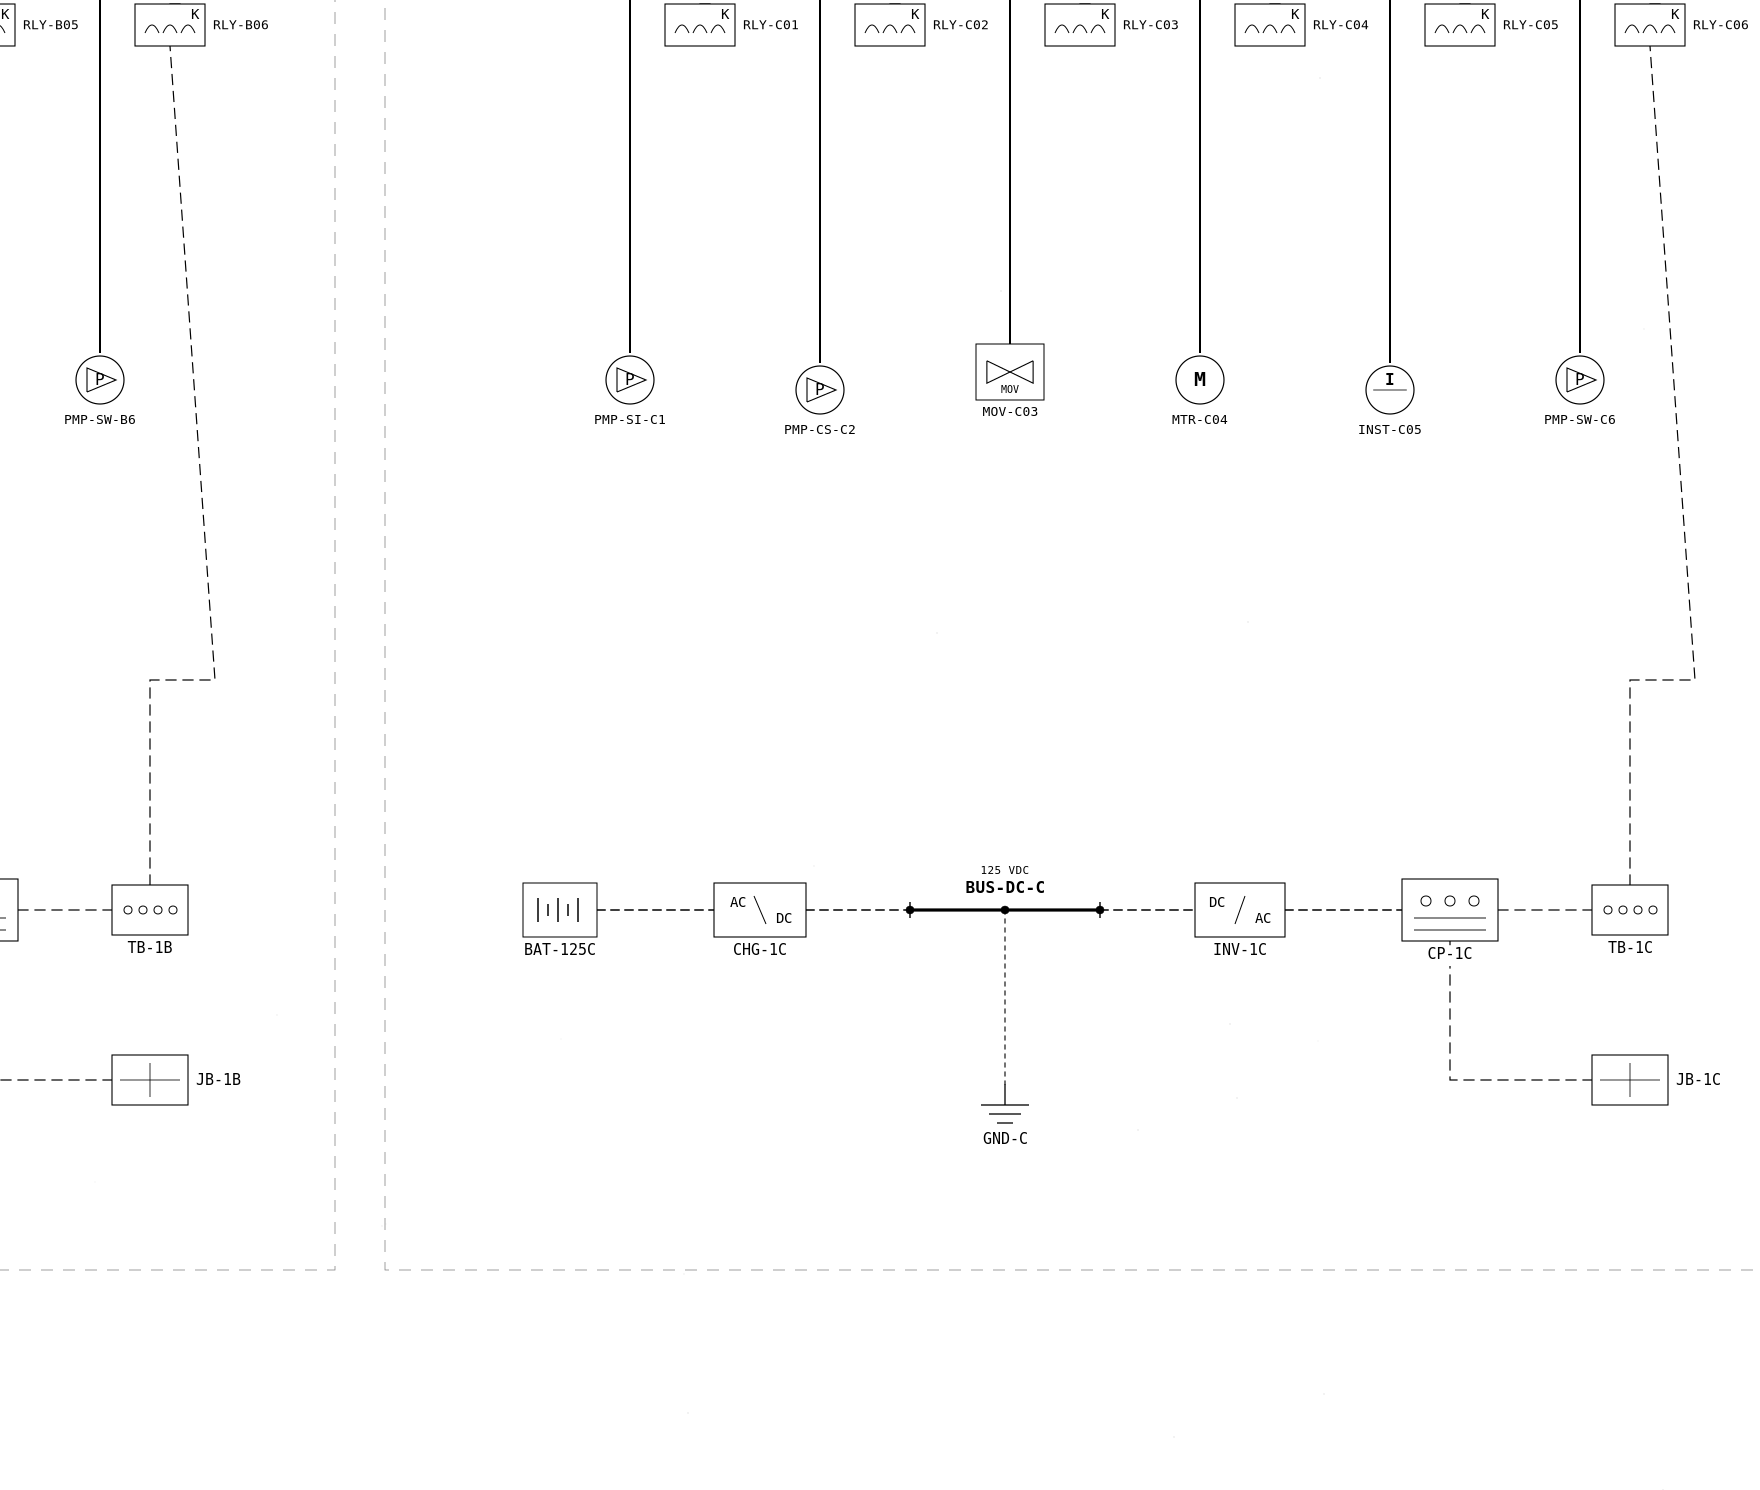 K RLY-B05
K RLY-B06
K RLY-C01
K RLY-C02
K RLY-C03
K RLY-C04
K RLY-C05
K RLY-C06
P
PMP-SW-B6
P
PMP-SI-C1
P
PMP-CS-C2
MOV
MOV-C03
M
MTR-C04
I
INST-C05
P
PMP-SW-C6
125 VDC
BUS-DC-C
TB-1B
BAT-125C
AC
DC
CHG-1C
DC
AC
INV-1C
CP-1C
TB-1C
JB-1B
JB-1C
GND-C